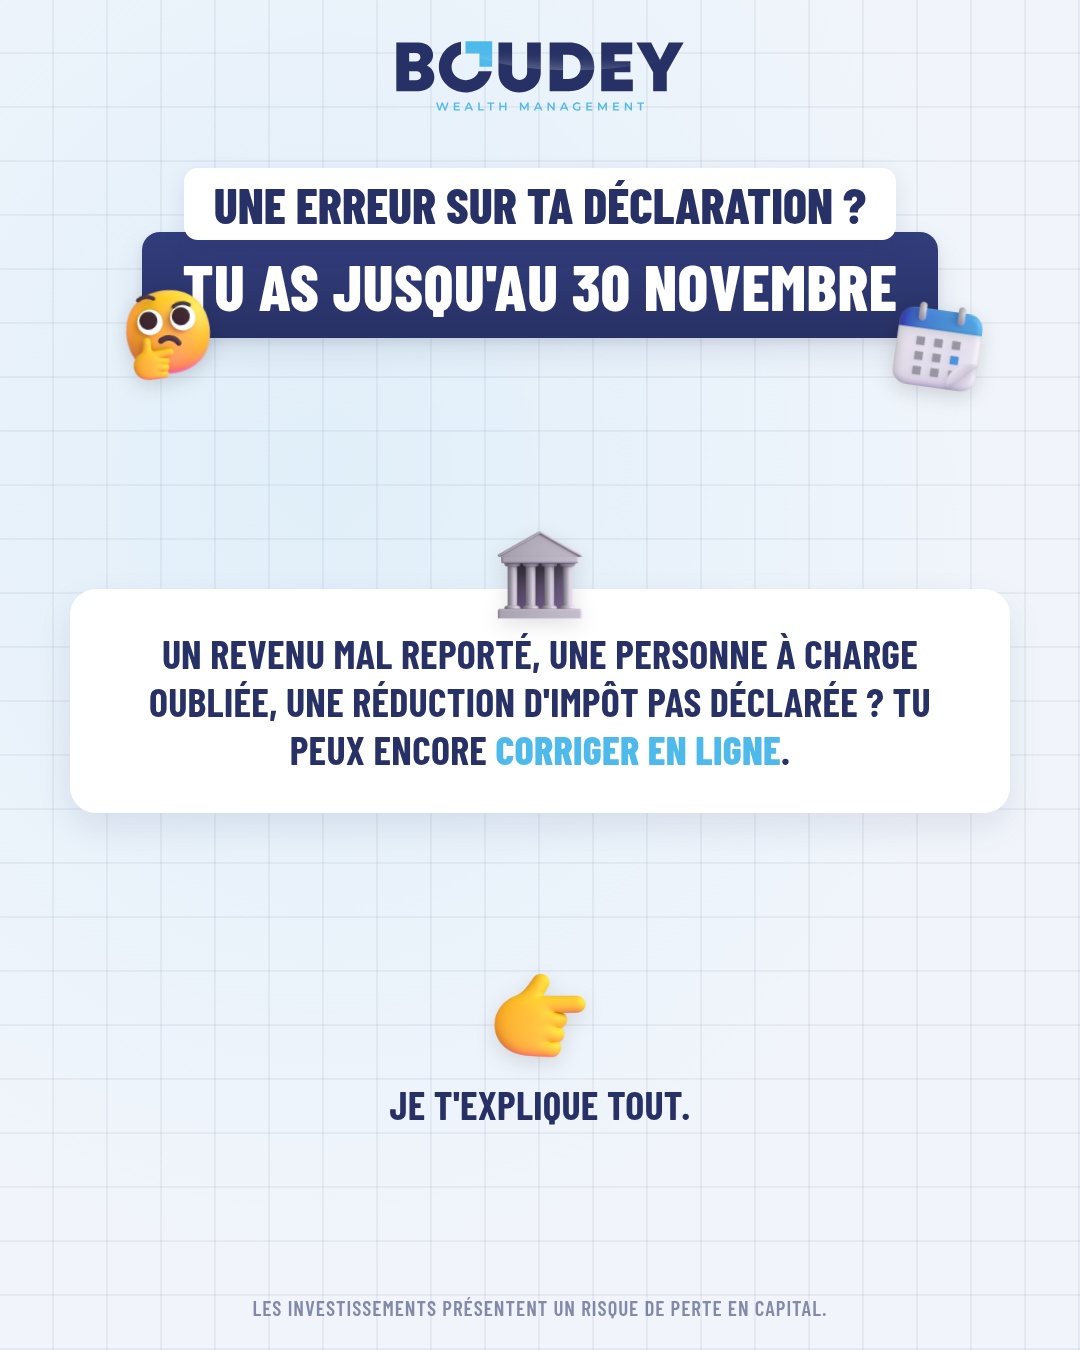 BOUDEY
WEALTH MANAGEMENT
UNE ERREUR SUR TA DÉCLARATION ?
TU AS JUSQU'AU 30 NOVEMBRE
UN REVENU MAL REPORTÉ, UNE PERSONNE À CHARGE
OUBLIÉE, UNE RÉDUCTION D'IMPÔT PAS DÉCLARÉE ? TU
PEUX ENCORE CORRIGER EN LIGNE.
JE T'EXPLIQUE TOUT.
LES INVESTISSEMENTS PRÉSENTENT UN RISQUE DE PERTE EN CAPITAL.